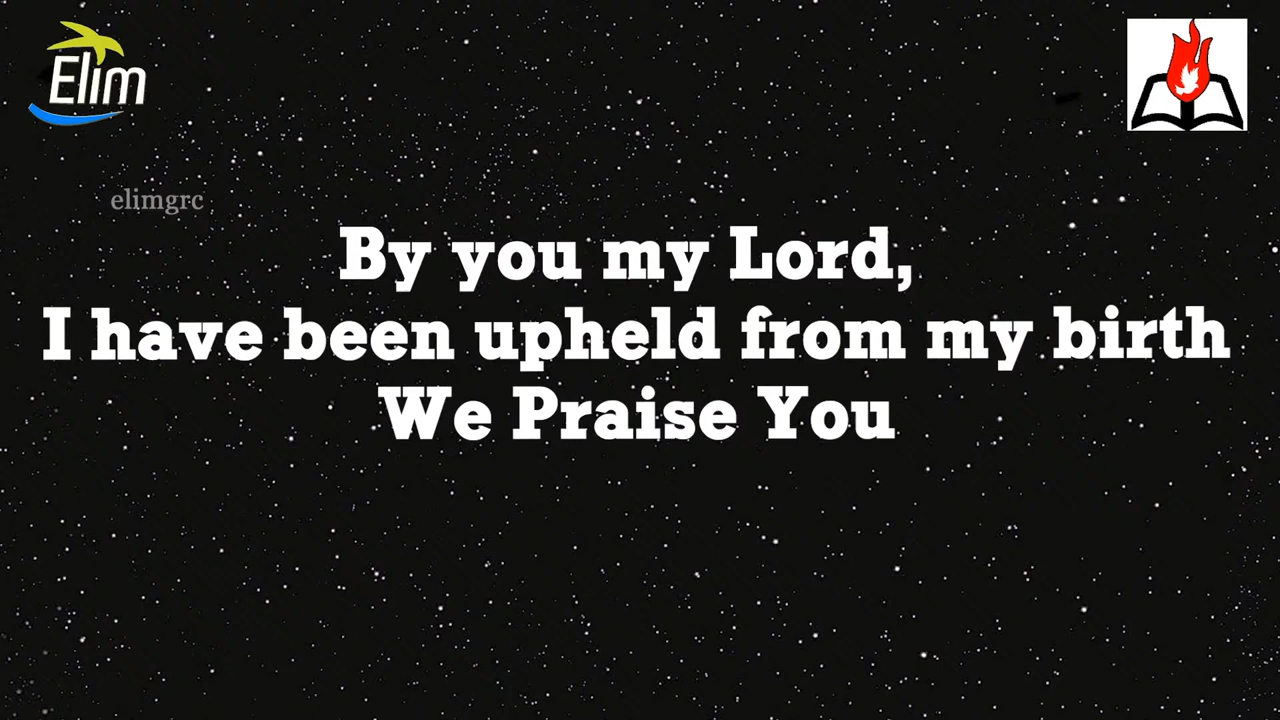 Elim
elimgrc
By you my Lord,
I have been upheld from my birth
We Praise You